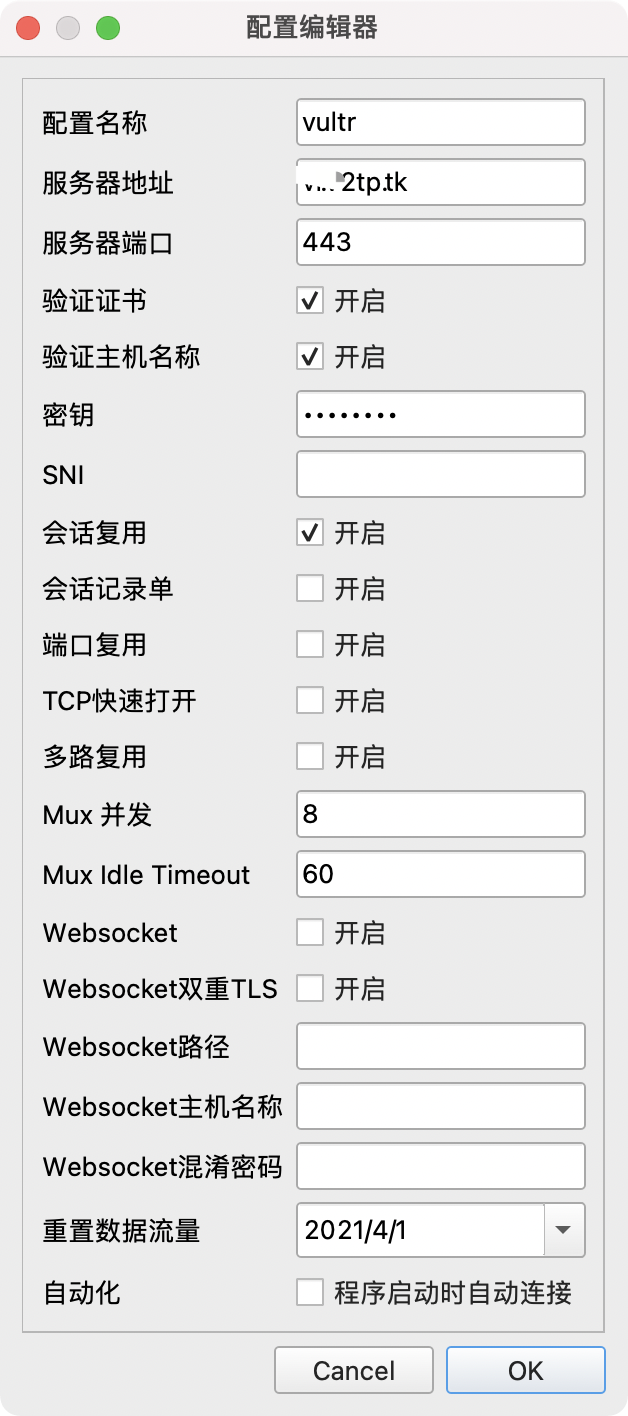 配置编辑器
配置名称 vultr
服务器地址 2tp.tk
服务器端口 443
验证证书 开启
验证主机名称 开启
密钥 ••••••••
SNI
会话复用 开启
会话记录单 开启
端口复用 开启
TCP快速打开 开启
多路复用 开启
Mux 并发 8
Mux Idle Timeout 60
Websocket 开启
Websocket双重TLS 开启
Websocket路径
Websocket主机名称
Websocket混淆密码
重置数据流量 2021/4/1
自动化 程序启动时自动连接
Cancel OK